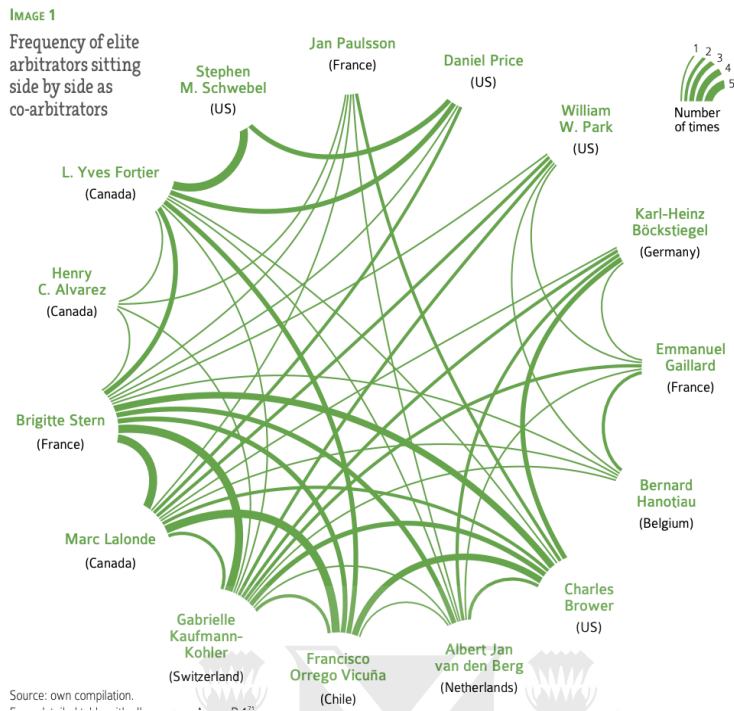 IMAGE 1
Frequency of elite
arbitrators sitting
side by side as
co-arbitrators
Jan Paulsson
(France)
Daniel Price
(US)
Stephen
M. Schwebel
(US)
1 2 3 4 5
Number
of times
William
W. Park
(US)
L. Yves Fortier
(Canada)
Karl-Heinz
Böckstiegel
(Germany)
Henry
C. Alvarez
(Canada)
Emmanuel
Gaillard
(France)
Brigitte Stern
(France)
Bernard
Hanoţiau
(Belgium)
Marc Lalonde
(Canada)
Charles
Brower
(US)
Gabrielle
Kaufmann-
Kohler
(Switzerland)
Francisco
Orrego Vicuña
(Chile)
Albert Jan
van den Berg
(Netherlands)
Source: own compilation.